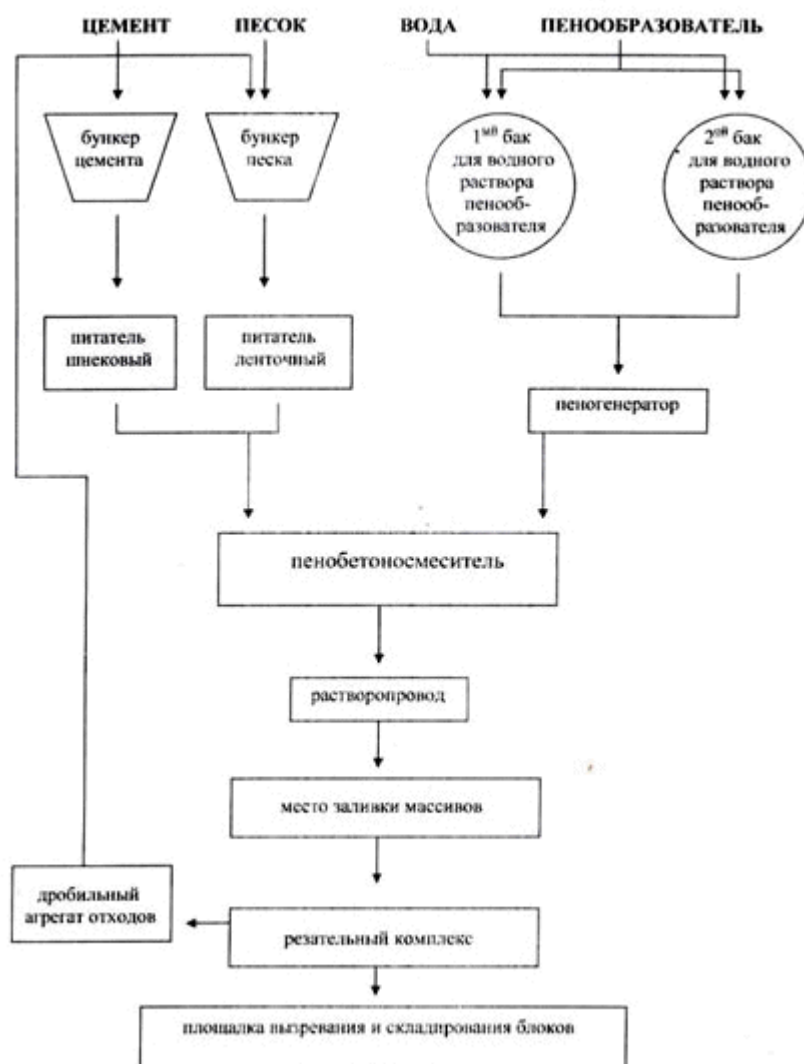 ЦЕМЕНТ ПЕСОК ВОДА ПЕНООБРАЗОВАТЕЛЬ
бункер
цемента
бункер
песка
1ый бак
для водного
раствора
пенооб-
разователя
2ой бак
для водного
раствора
пенооб-
разователя
питатель
шнековый
питатель
ленточный
пеногенератор
пенобетоносмеситель
растворопровод
место заливки массивов
дробильный
агрегат отходов
резательный комплекс
площадка вызревания и складирования блоков